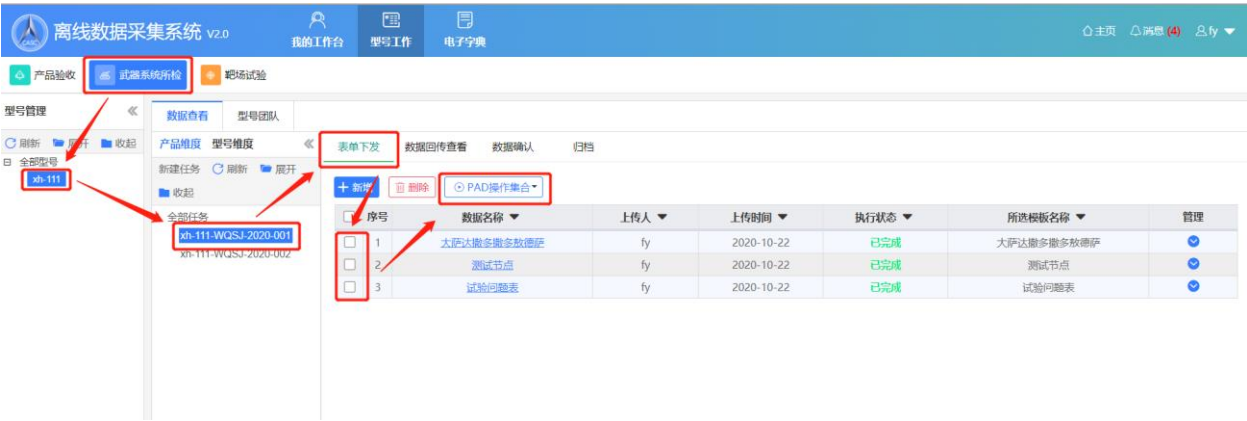 CASC 离线数据采集系统 V2.0 我的工作台 型号工作 电子字典 主页 消息 (4) fy
产品验收 武器系统所检 靶场试验
型号管理 数据查看 型号团队
刷新 展开 收起 产品维度 型号维度 表单下发 数据回传查看 数据确认 归档
全部型号 新建任务 刷新 展开
xh-111 收起 新增 删除 PAD操作集合
全部任务 序号 数据名称 上传人 上传时间 执行状态 所选模板名称 管理
xh-111-WQSJ-2020-001 1 大萨达撒多撒多敖德萨 fy 2020-10-22 已完成 大萨达撒多撒多敖德萨
xh-111-WQSJ-2020-002 2 测试节点 fy 2020-10-22 已完成 测试节点
3 试验问题表 fy 2020-10-22 已完成 试验问题表